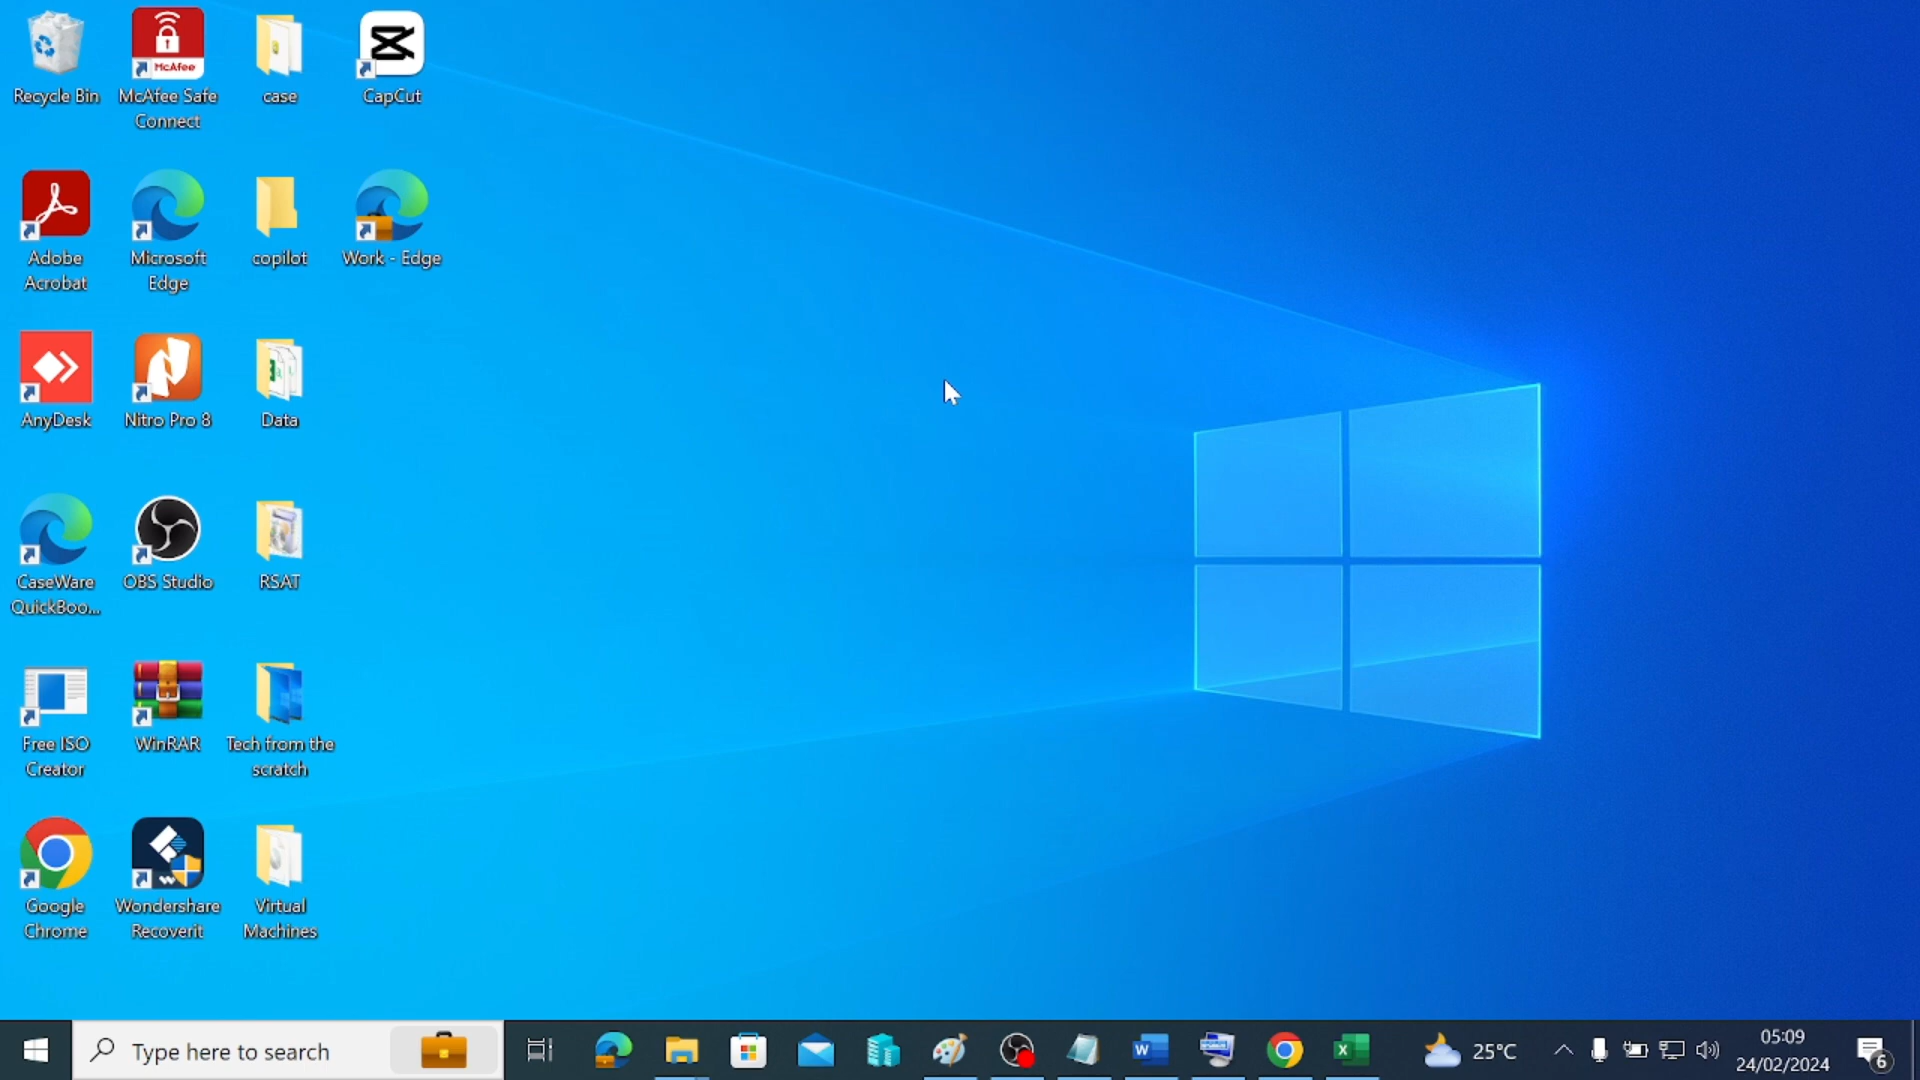 Recycle Bin
McAfee
McAfee Safe
Connect
case
CapCut
Adobe
Acrobat
Microsoft
Edge
copilot
Work - Edge
AnyDesk
Nitro Pro 8
Data
CaseWare
QuickBoo...
OBS Studio
RSAT
Free ISO
Creator
WinRAR
Tech from the
scratch
Google
Chrome
Wondershare
Recoverit
Virtual
Machines
Type here to search
W
X
25°C
05:09
24/02/2024
6